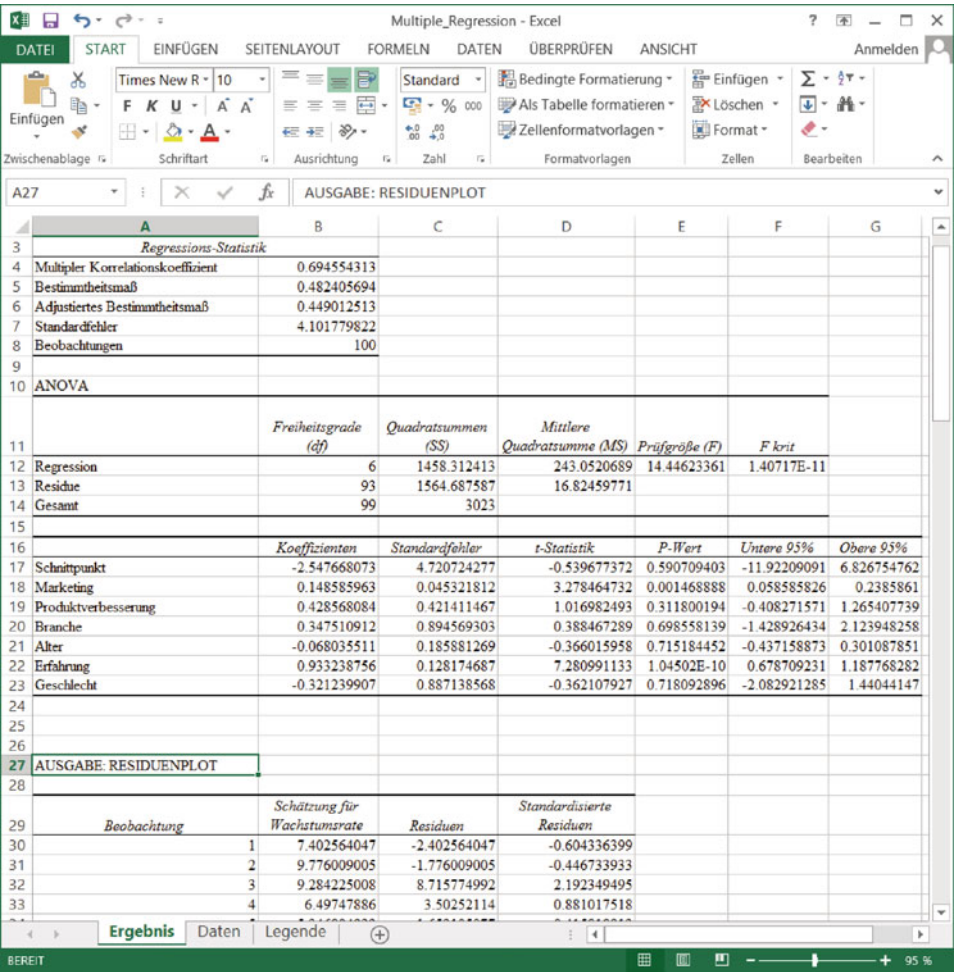 Multiple_Regression - Excel
DATEI START EINFÜGEN SEITENLAYOUT FORMELN DATEN ÜBERPRÜFEN ANSICHT Anmelden
Times New R 10 Standard Bedingte Formatierung Einfügen
Einfügen F K U A A % 000 Als Tabelle formatieren Löschen
A Zellenformatvorlagen Format
Zwischenablage Schriftart Ausrichtung Zahl Formatvorlagen Zellen Bearbeiten
A27 fx AUSGABE: RESIDUENPLOT
A B C D E F G
3 Regressions-Statistik
4 Multipler Korrelationskoeffizient 0.694554313
5 Bestimmtheitsmaß 0.482405694
6 Adjustiertes Bestimmtheitsmaß 0.449012513
7 Standardfehler 4.101779822
8 Beobachtungen 100
9
10 ANOVA
11 Freiheitsgrade (df) Quadratsummen (SS) Mittlere Quadratsumme (MS) Prüfgröße (F) F krit
12 Regression 6 1458.312413 243.0520689 14.44623361 1.40717E-11
13 Residue 93 1564.687587 16.82459771
14 Gesamt 99 3023
15
16 Koeffizienten Standardfehler t-Statistik P-Wert Untere 95% Obere 95%
17 Schnittpunkt -2.547668073 4.720724277 -0.539677372 0.590709403 -11.92209091 6.826754762
18 Marketing 0.148585963 0.045321812 3.278464732 0.001468888 0.058585826 0.2385861
19 Produktverbesserung 0.428568084 0.421411467 1.016982493 0.311800194 -0.408271571 1.265407739
20 Branche 0.347510912 0.894569303 0.388467289 0.698558139 -1.428926434 2.123948258
21 Alter -0.068035511 0.185881269 -0.366015958 0.715184452 -0.437158873 0.301087851
22 Erfahrung 0.933238756 0.128174687 7.280991133 1.04502E-10 0.678709231 1.187768282
23 Geschlecht -0.321239907 0.887138568 -0.362107927 0.718092896 -2.082921285 1.44044147
24
25
26
27 AUSGABE: RESIDUENPLOT
28
29 Beobachtung Schätzung für Wachstumsrate Residuen Standardisierte Residuen
30 1 7.402564047 -2.402564047 -0.604336399
31 2 9.776009005 -1.776009005 -0.446733933
32 3 9.284225008 8.715774992 2.192349495
33 4 6.49747886 3.50252114 0.881017518
Ergebnis Daten Legende
BEREIT 95 %